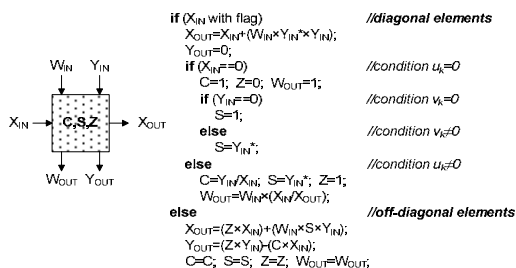 W_IN Y_IN
X_IN C,S,Z X_OUT
W_OUT Y_OUT
if (X_IN with flag) //diagonal elements
X_OUT=X_IN+(W_IN×Y_IN*×Y_IN);
Y_OUT=0;
if (X_IN==0) //condition u_k=0
C=1; Z=0; W_OUT=1;
if (Y_IN==0) //condition v_k=0
S=1;
else //condition v_k≠0
S=Y_IN*;
else //condition u_k≠0
C=Y_IN/X_IN; S=Y_IN*; Z=1;
W_OUT=W_IN×(X_IN/X_OUT);
else //off-diagonal elements
X_OUT=(Z×X_IN)+(W_IN×S×Y_IN);
Y_OUT=(Z×Y_IN)-(C×X_IN);
C=C; S=S; Z=Z; W_OUT=W_OUT;